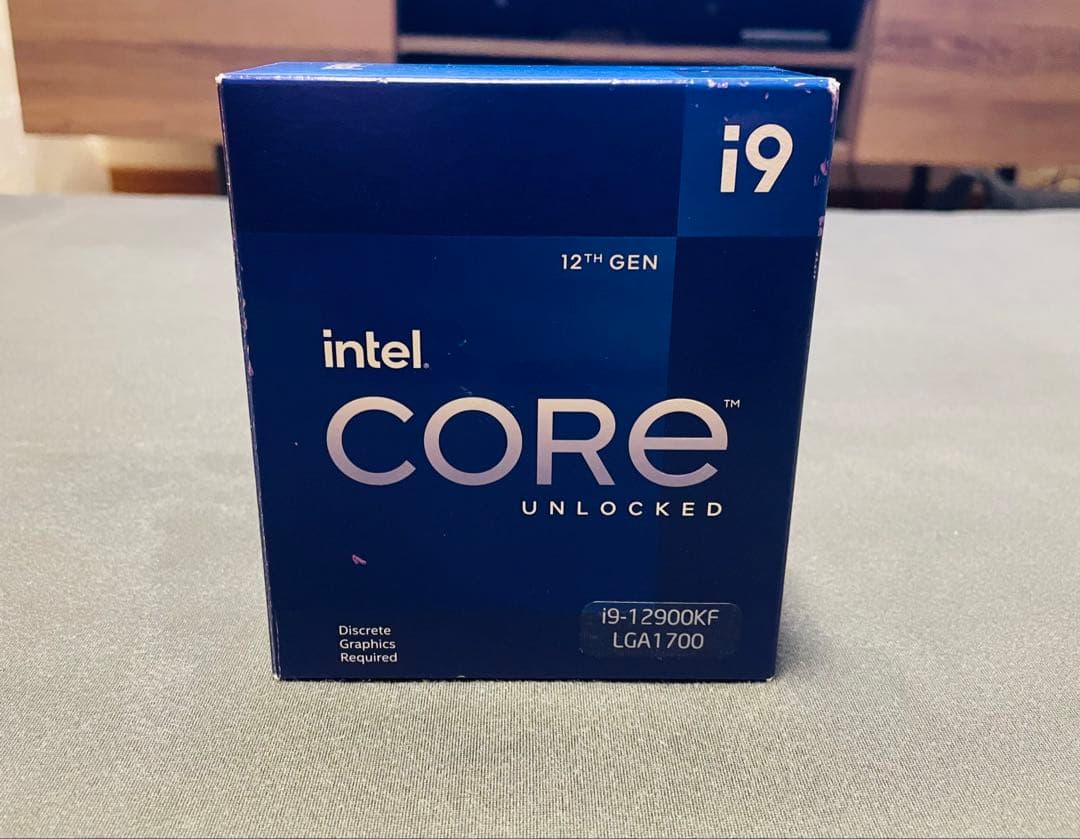 i9
12TH GEN
intel.
CORE™
UNLOCKED
i9-12900KF
LGA1700
Discrete
Graphics
Required